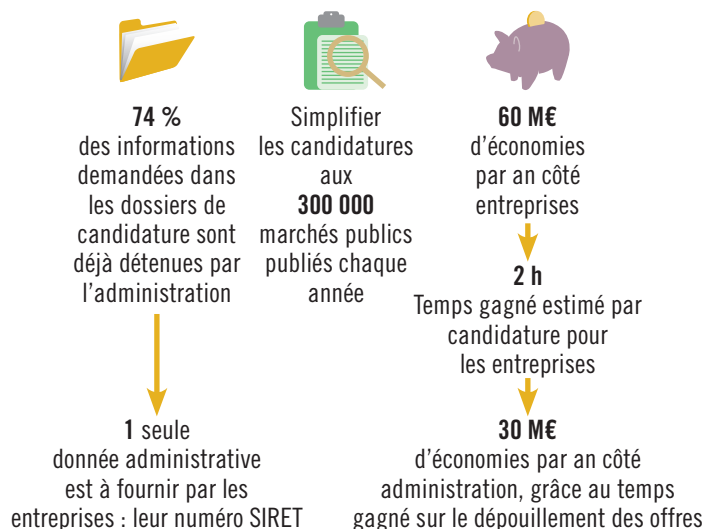 74 %
des informations
demandées dans
les dossiers de
candidature sont
déjà détenues par
l’administration
1 seule
donnée administrative
est à fournir par les
entreprises : leur numéro SIRET
Simplifier
les candidatures
aux
300 000
marchés publics
publiés chaque
année
60 M€
d’économies
par an côté
entreprises
2 h
Temps gagné estimé par
candidature pour
les entreprises
30 M€
d’économies par an côté
administration, grâce au temps
gagné sur le dépouillement des offres